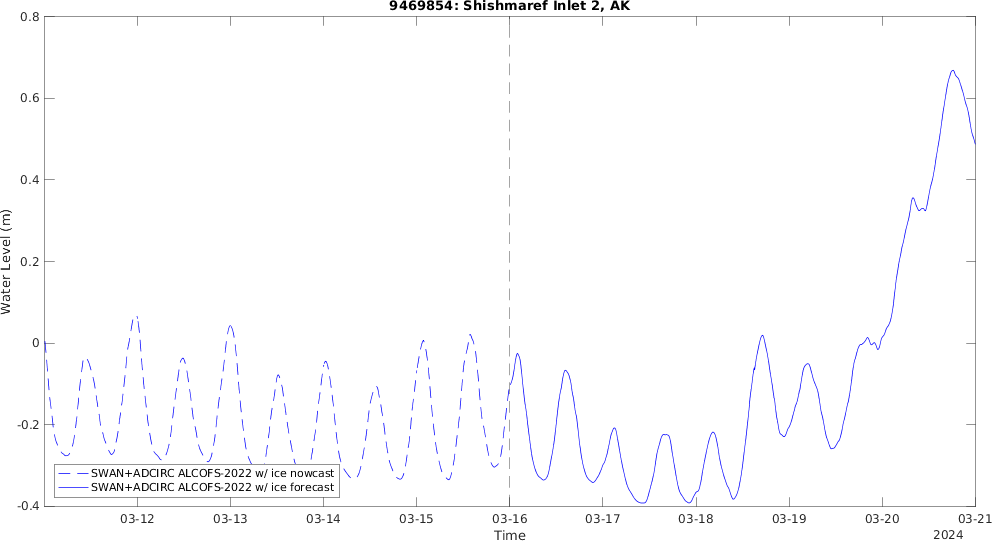 9469854: Shishmaref Inlet 2, AK
Water Level (m)
0.8
0.6
0.4
0.2
0
-0.2
-0.4
SWAN+ADCIRC ALCOFS-2022 w/ ice nowcast
SWAN+ADCIRC ALCOFS-2022 w/ ice forecast
03-12 03-13 03-14 03-15 03-16 03-17 03-18 03-19 03-20 03-21
Time
2024